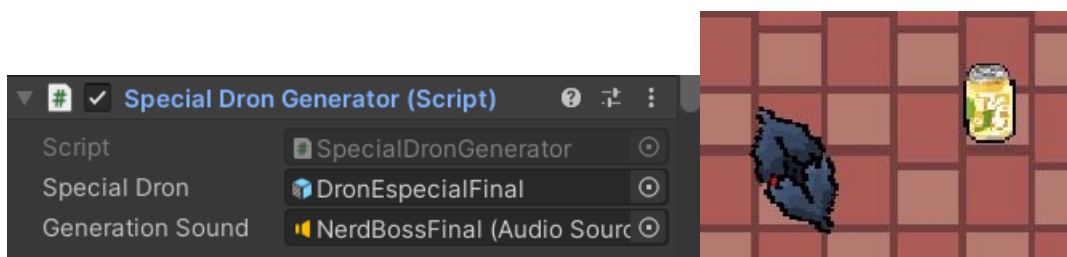 Special Dron Generator (Script)
Script SpecialDronGenerator
Special Dron DronEspecialFinal
Generation Sound NerdBossFinal (Audio Sourc